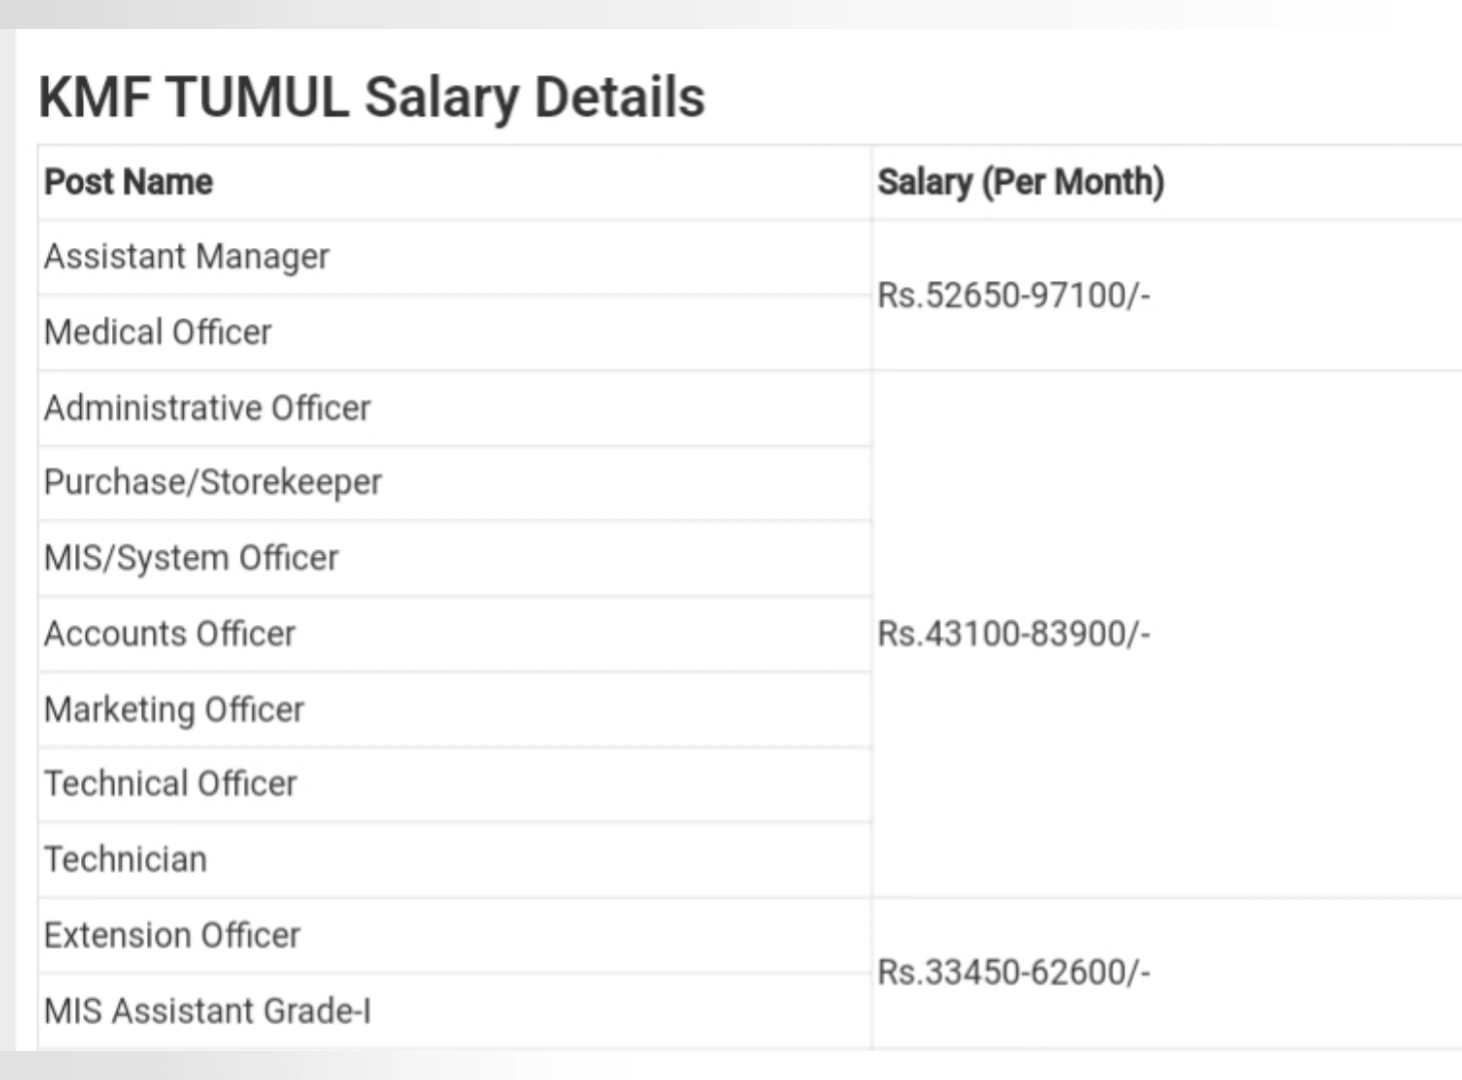 KMF TUMUL Salary Details
Post Name Salary (Per Month)
Assistant Manager
Rs.52650-97100/-
Medical Officer
Administrative Officer
Purchase/Storekeeper
MIS/System Officer
Accounts Officer
Rs.43100-83900/-
Marketing Officer
Technical Officer
Technician
Extension Officer
Rs.33450-62600/-
MIS Assistant Grade-I